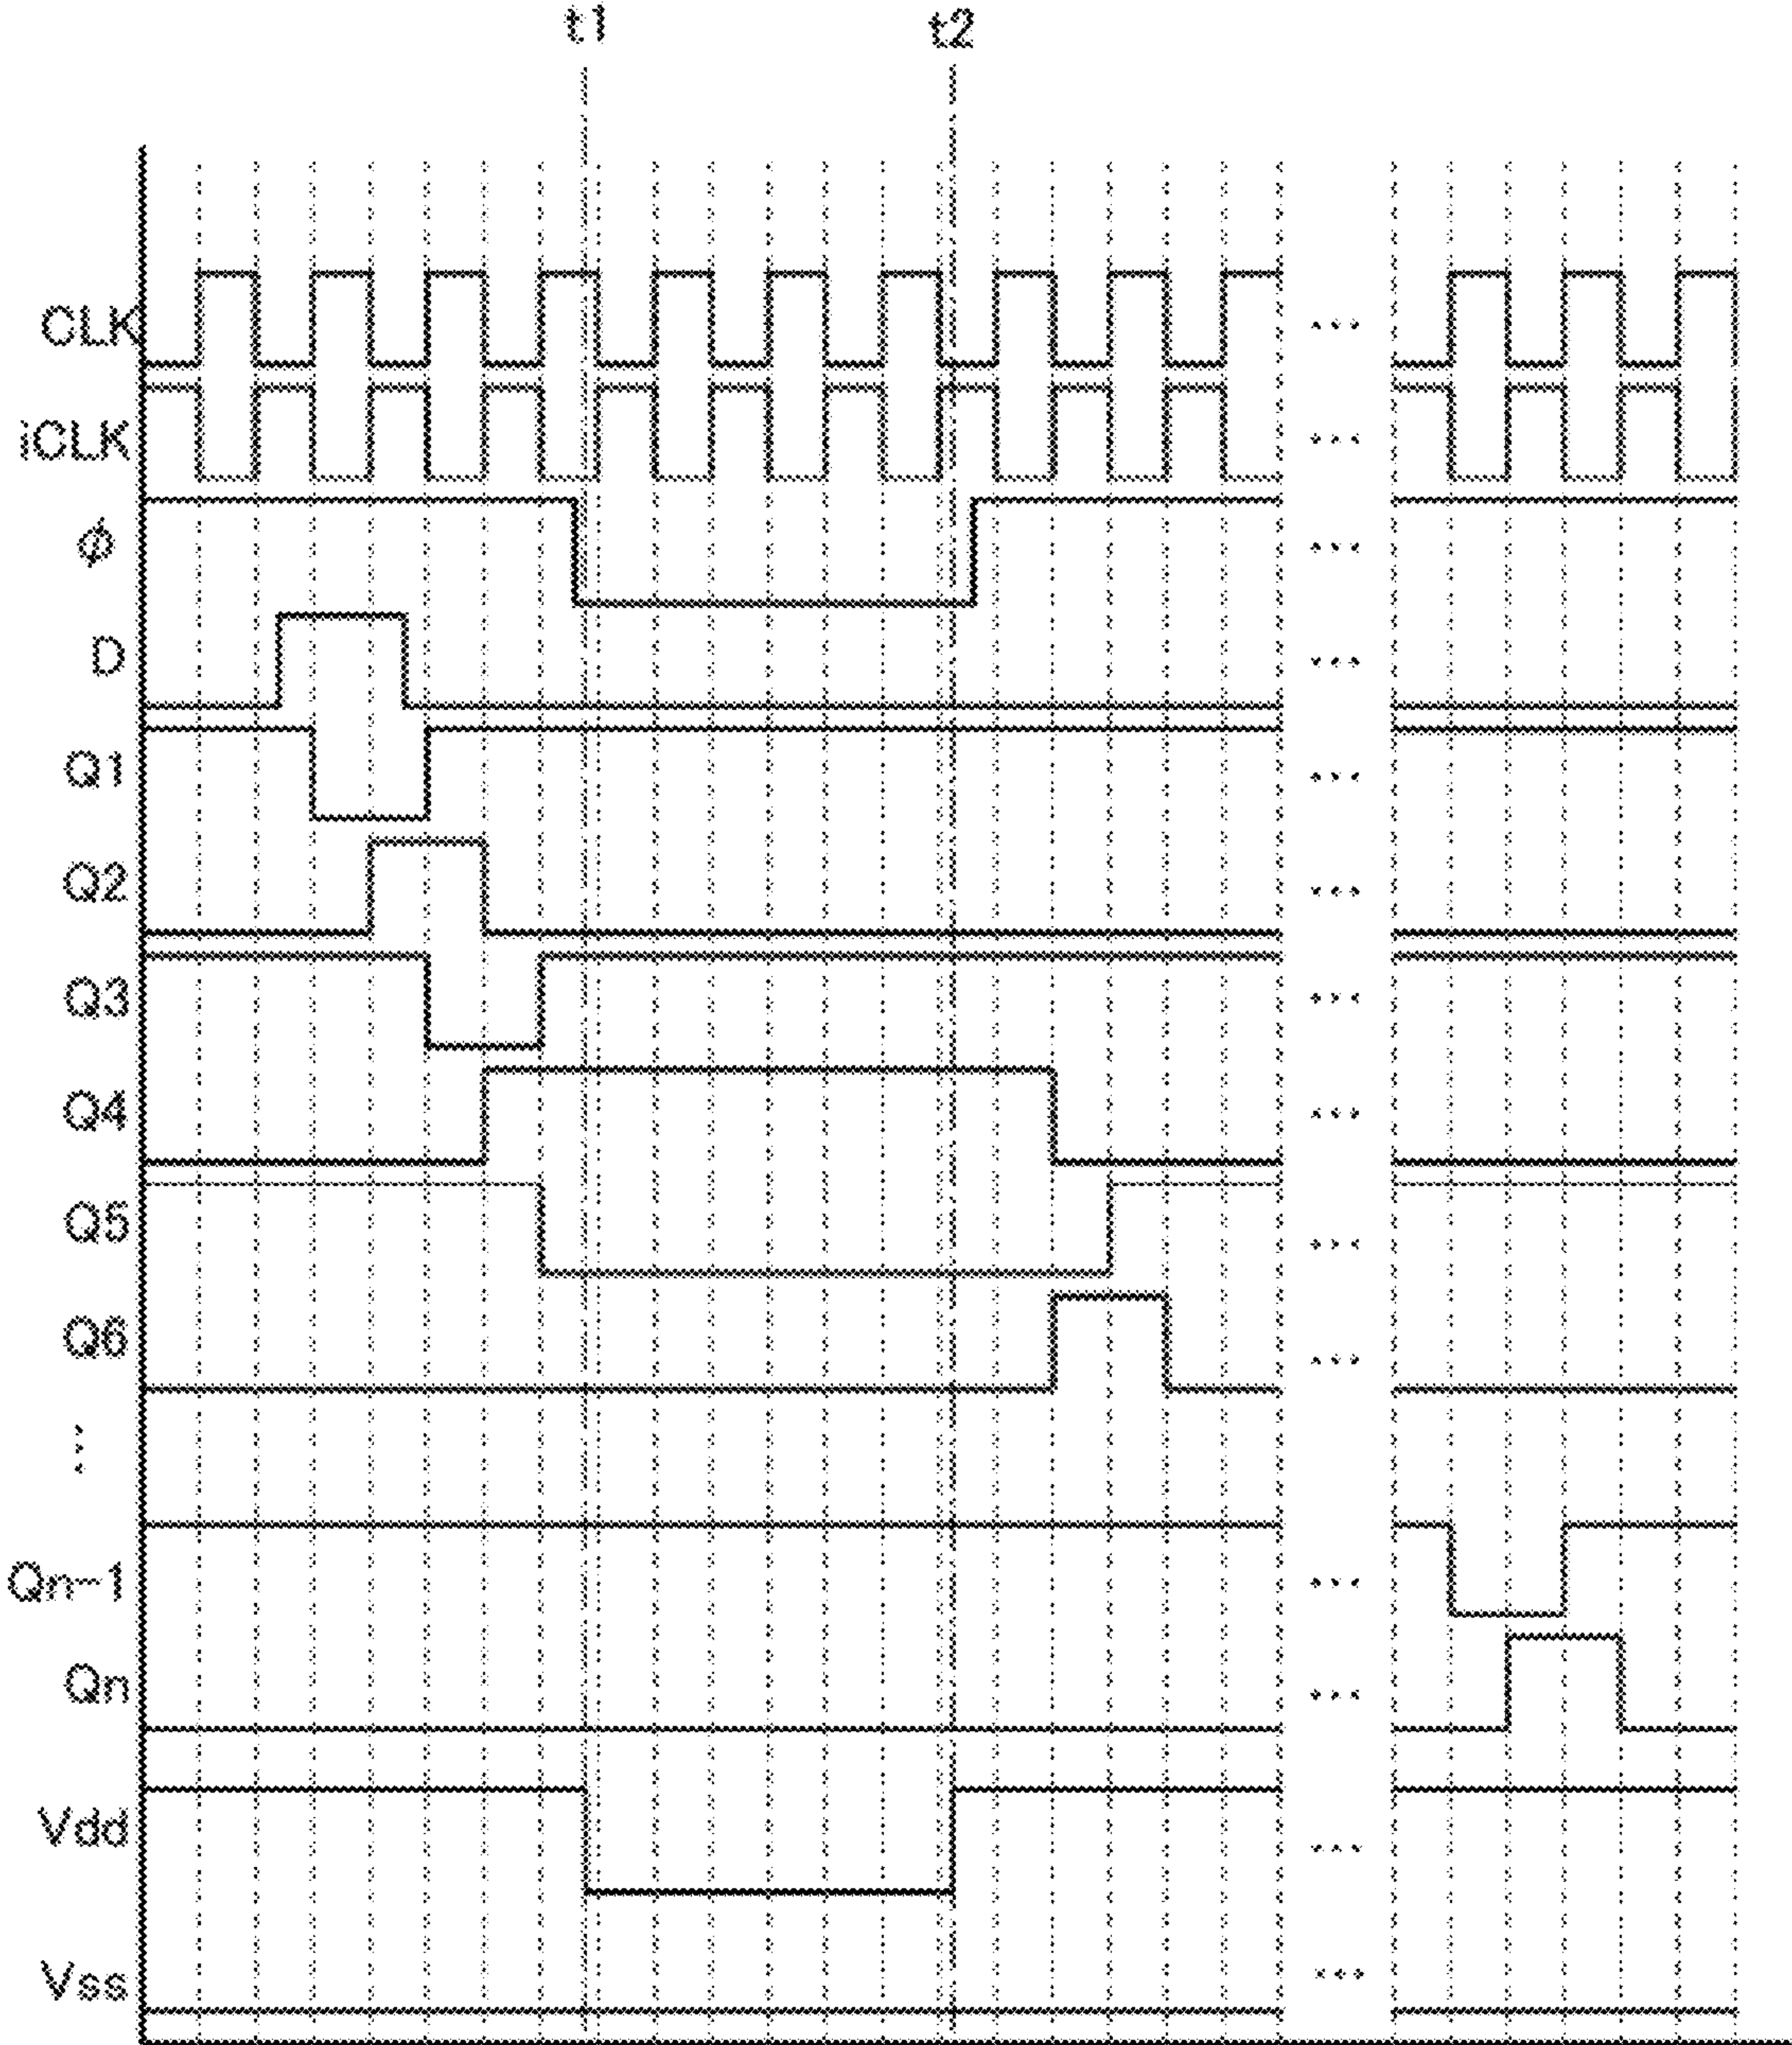 t1 t2
CLK ...
iCLK ...
ϕ ...
D ...
Q1 ...
Q2 ...
Q3 ...
Q4 ...
Q5 ...
Q6 ...
⋮
Qn-1 ...
Qn ...
Vdd ...
Vss ...